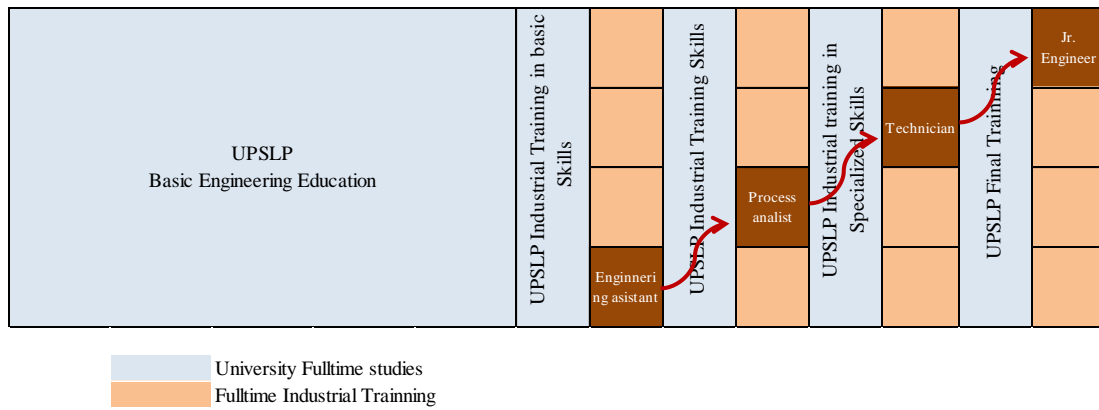 UPSLP
Basic Engineering Education
UPSLP Industrial Training in basic
Skills
Enginneri
ng asistant
UPSLP Industrial Training Skills
Process
analist
UPSLP Industrial training in
Specialized Skills
Technician
UPSLP Final Trainning
Jr.
Engineer
University Fulltime studies
Fulltime Industrial Trainning